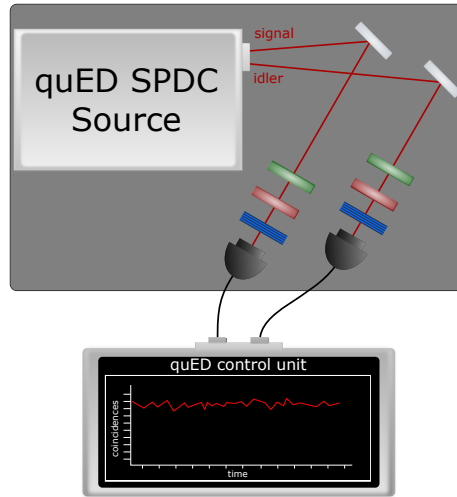 signal
quED SPDC
Source
idler
quED control unit
coincidences
time